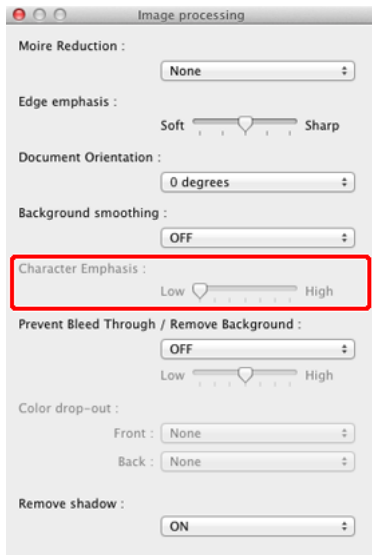 Image processing
Moire Reduction :
None
Edge emphasis :
Soft Sharp
Document Orientation :
0 degrees
Background smoothing :
OFF
Character Emphasis :
Low High
Prevent Bleed Through / Remove Background :
OFF
Low High
Color drop-out :
Front : None
Back : None
Remove shadow :
ON